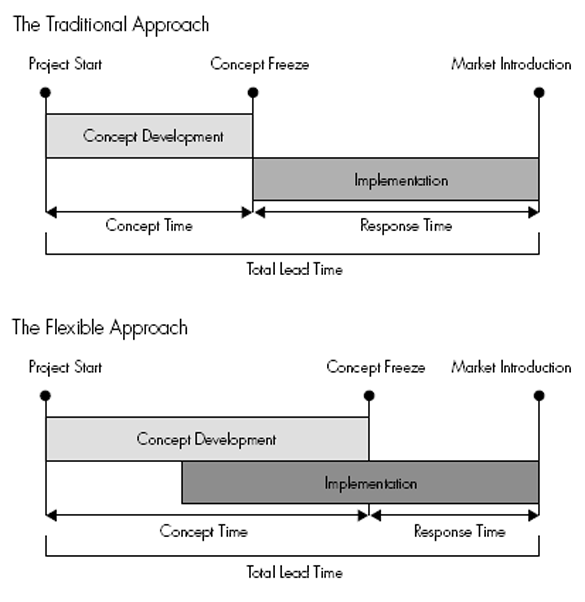 The Traditional Approach
Project Start
Concept Freeze
Market Introduction
Concept Development
Implementation
Concept Time
Response Time
Total Lead Time
The Flexible Approach
Project Start
Concept Freeze
Market Introduction
Concept Development
Implementation
Concept Time
Response Time
Total Lead Time